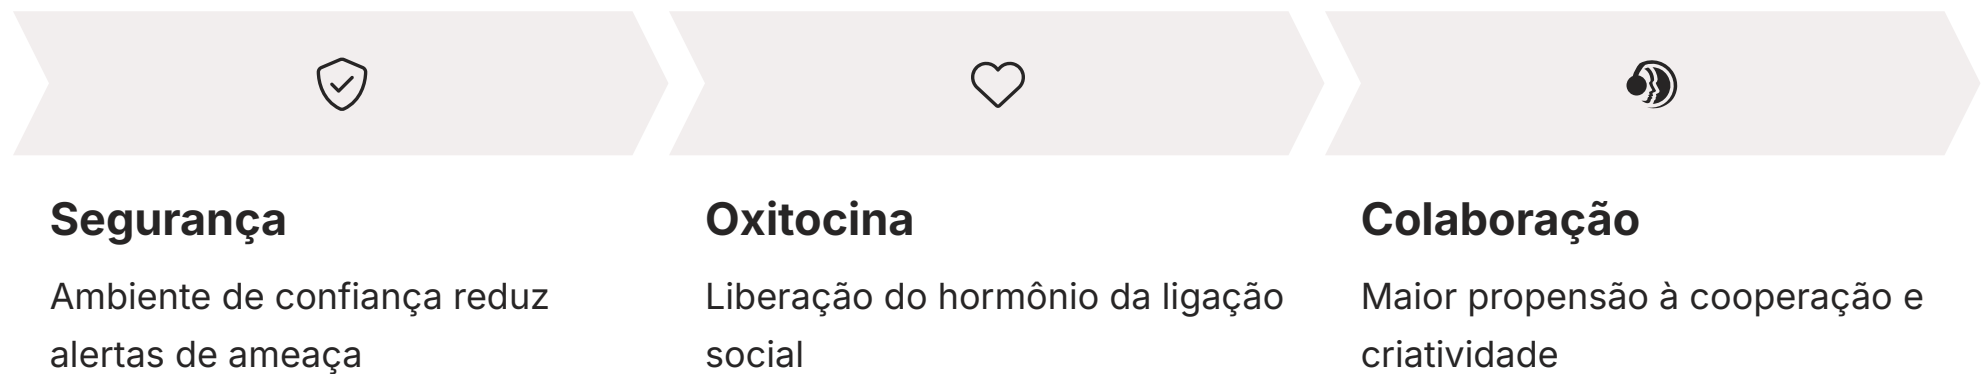 Segurança
Ambiente de confiança reduz
alertas de ameaça
Oxitocina
Liberação do hormônio da ligação
social
Colaboração
Maior propensão à cooperação e
criatividade